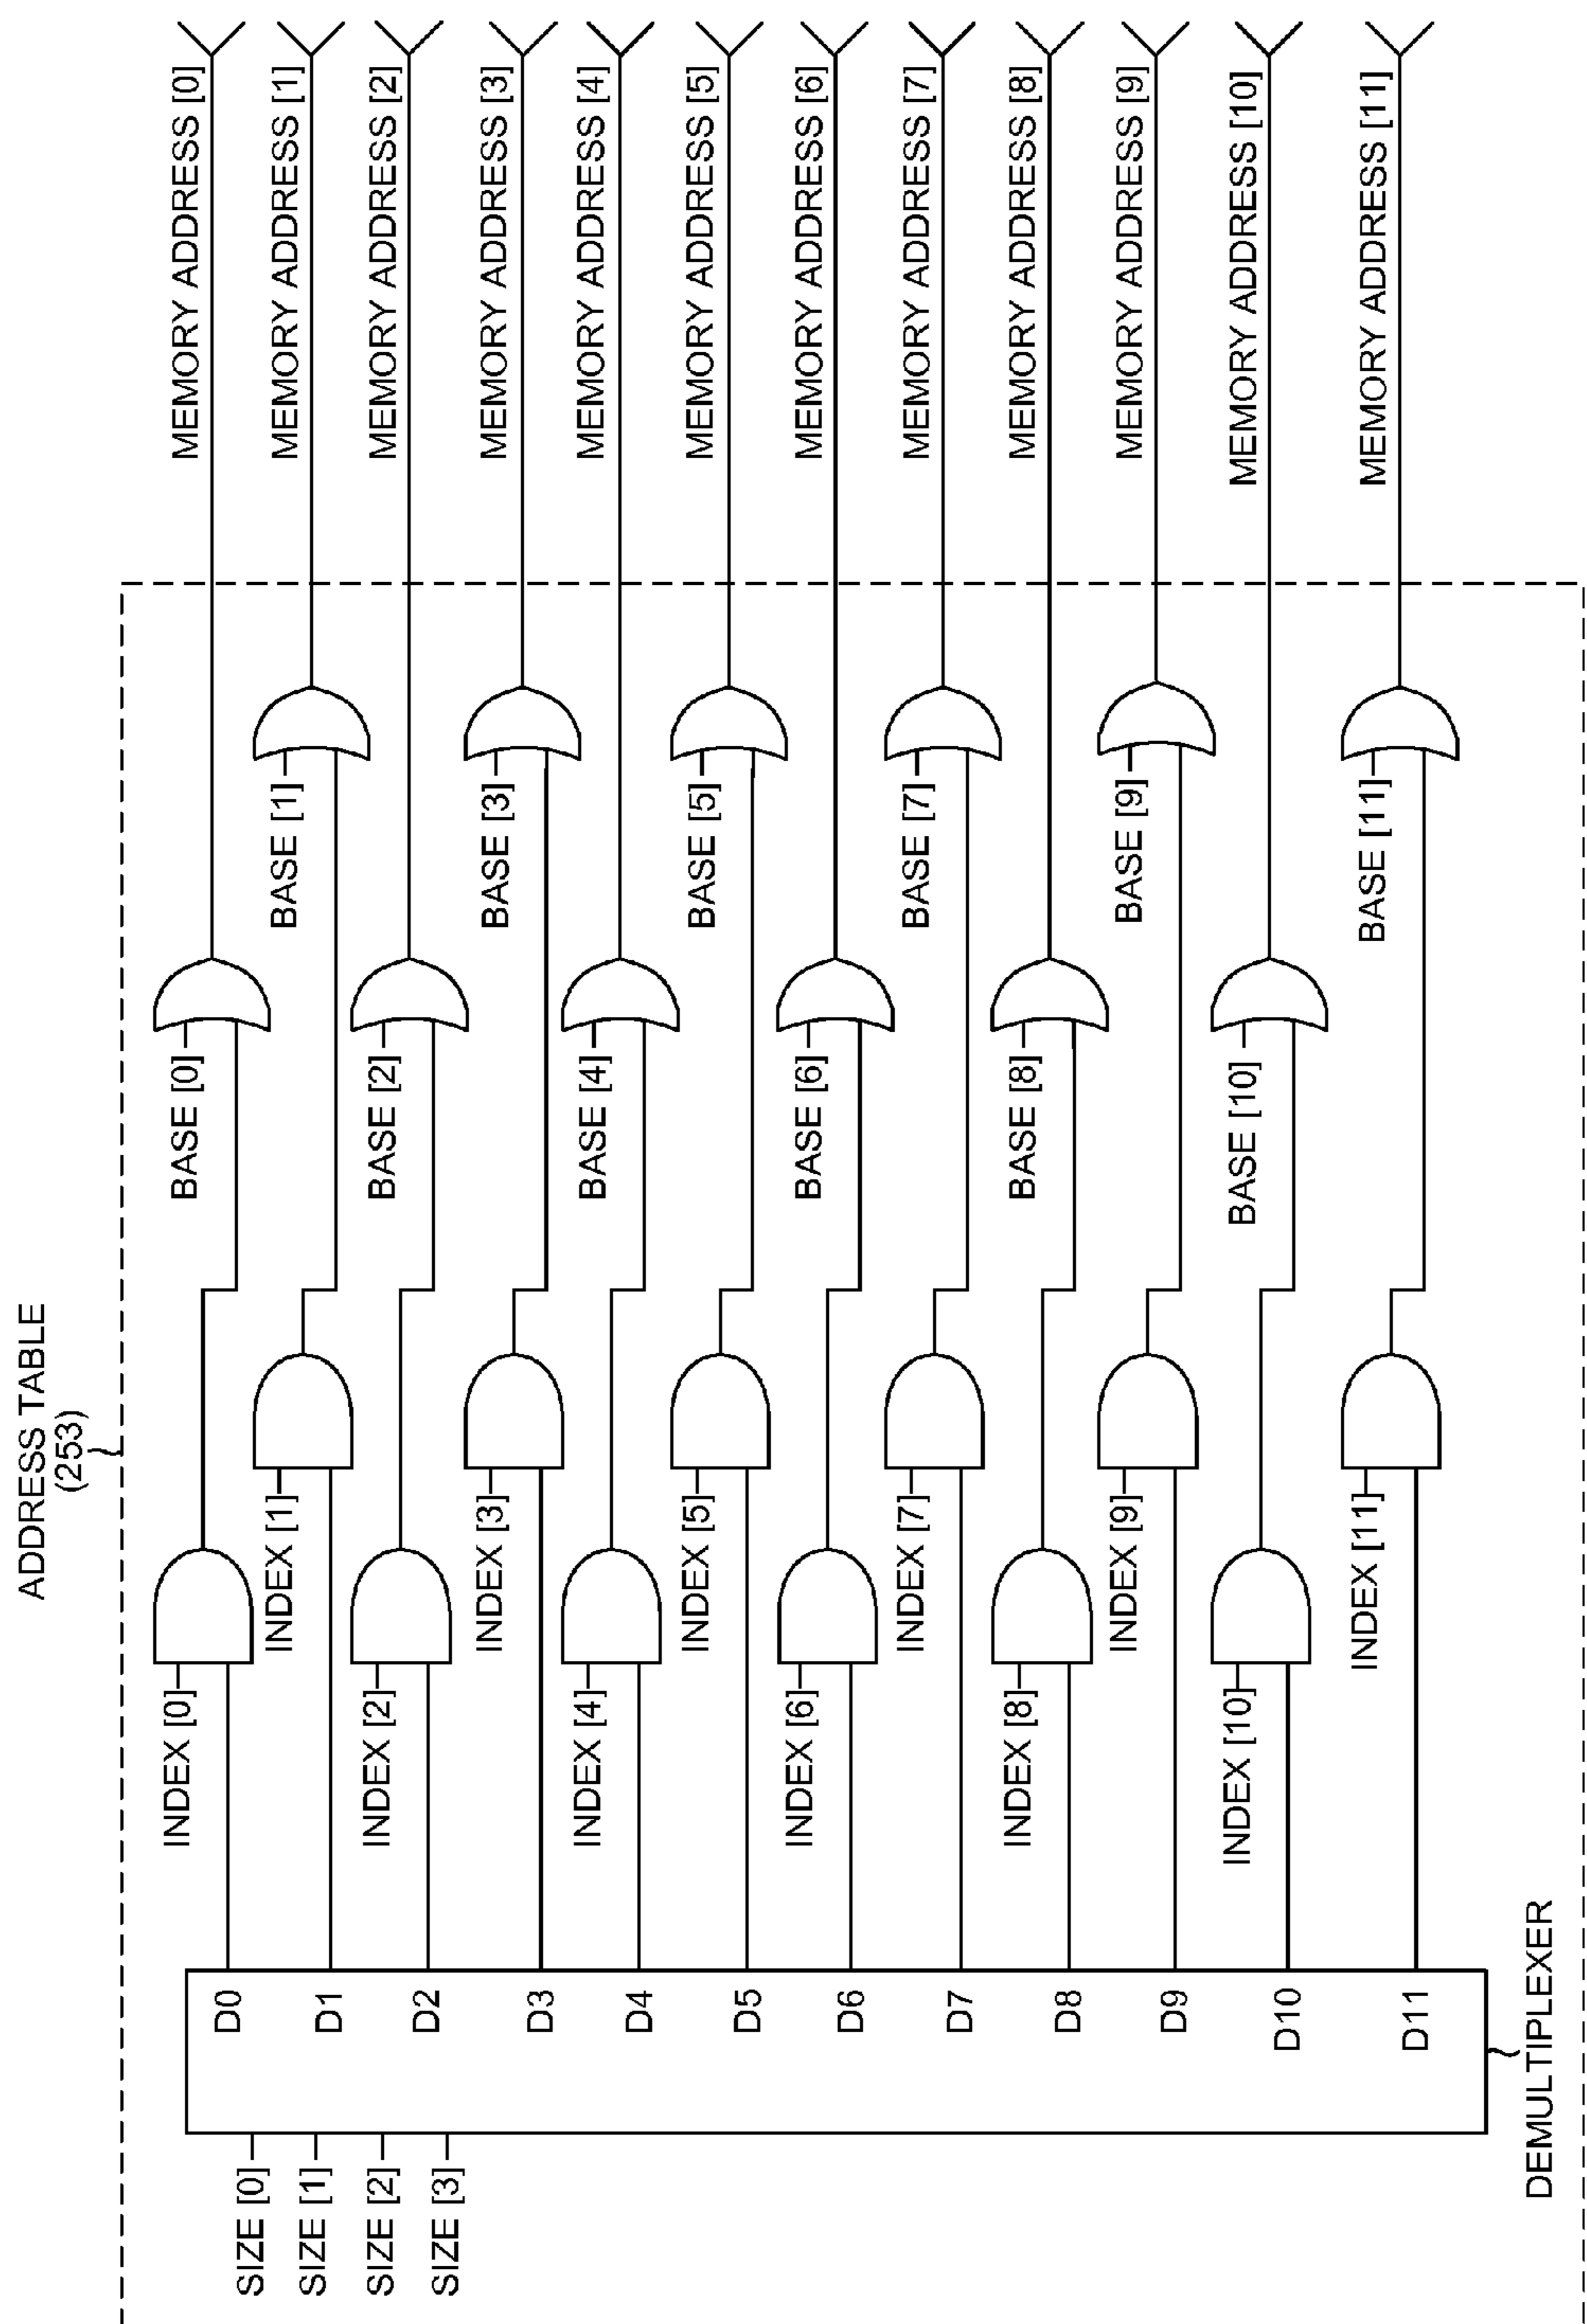 ADDRESS TABLE
(253)
SIZE [0]
SIZE [1]
SIZE [2]
SIZE [3]
D0
D1
D2
D3
D4
D5
D6
D7
D8
D9
D10
D11
DEMULTIPLEXER
INDEX [0]
INDEX [1]
INDEX [2]
INDEX [3]
INDEX [4]
INDEX [5]
INDEX [6]
INDEX [7]
INDEX [8]
INDEX [9]
INDEX [10]
INDEX [11]
BASE [0]
BASE [1]
BASE [2]
BASE [3]
BASE [4]
BASE [5]
BASE [6]
BASE [7]
BASE [8]
BASE [9]
BASE [10]
BASE [11]
MEMORY ADDRESS [0]
MEMORY ADDRESS [1]
MEMORY ADDRESS [2]
MEMORY ADDRESS [3]
MEMORY ADDRESS [4]
MEMORY ADDRESS [5]
MEMORY ADDRESS [6]
MEMORY ADDRESS [7]
MEMORY ADDRESS [8]
MEMORY ADDRESS [9]
MEMORY ADDRESS [10]
MEMORY ADDRESS [11]